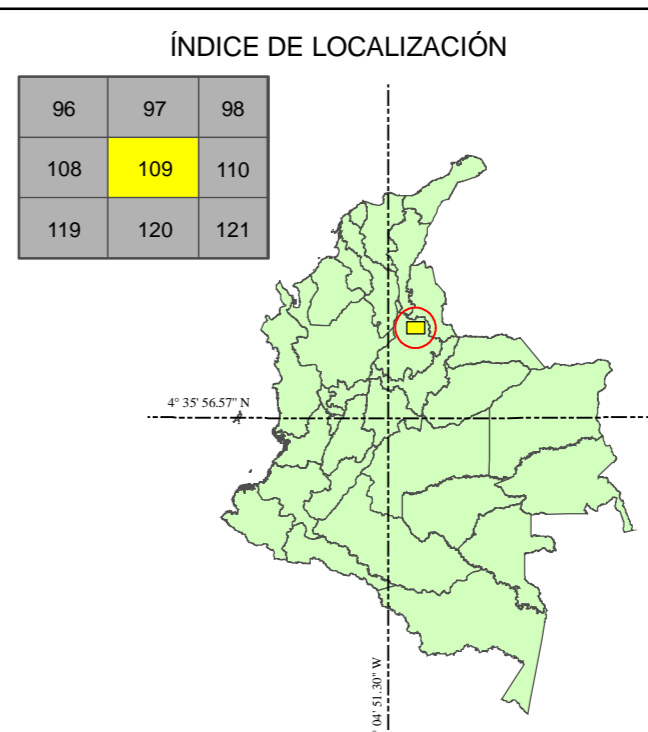 ÍNDICE DE LOCALIZACIÓN
96 97 98
108 109 110
119 120 121
4° 35' 56.57" N
° 04' 51.30" W